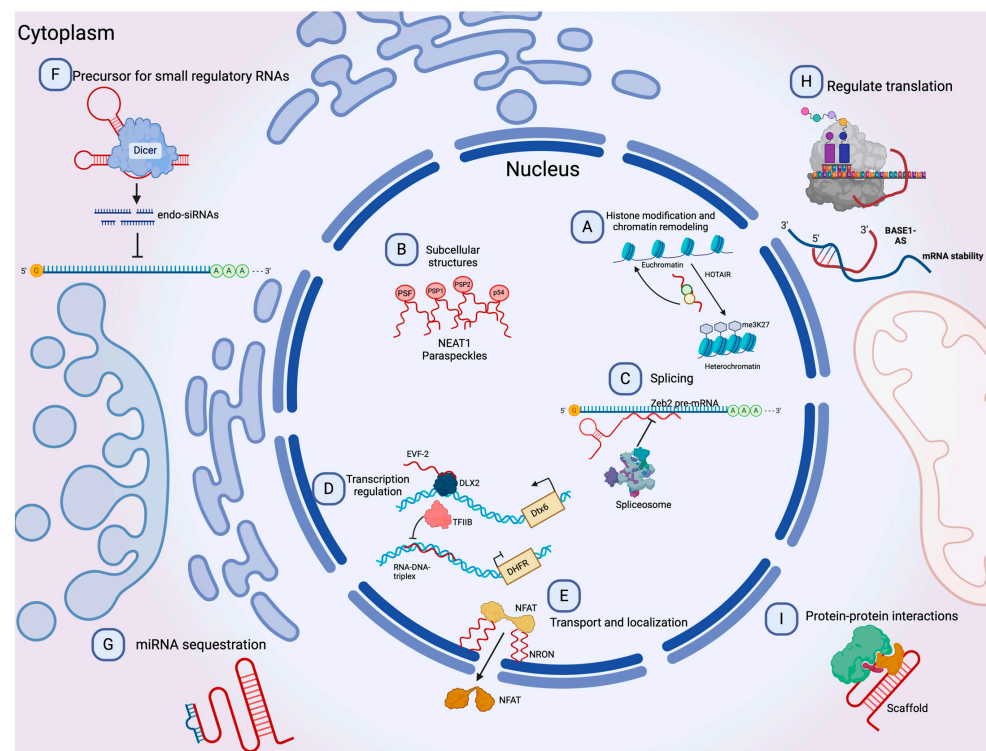 Cytoplasm
F
Precursor for small regulatory RNAs
Dicer
endo-siRNAs
5' G A A A 3'
Nucleus
H
Regulate translation
3'
5'
3'
BASE1-
AS
mRNA stability
A
Histone modification and
chromatin remodeling
Euchromatin
HOTAIR
me3K27
Heterochromatin
B
Subcellular
structures
PSF
PSP1
PSP2
p54
NEAT1
Paraspeckles
C
Splicing
Zeb2 pre-mRNA
5' G A A A 3'
Spliceosome
D
Transcription
regulation
EVF-2
DLX2
Dtx6
TFIIB
RNA-DNA-
triplex
DHFR
E
Transport and localization
NFAT
NRON
NFAT
G
miRNA sequestration
I
Protein-protein interactions
Scaffold